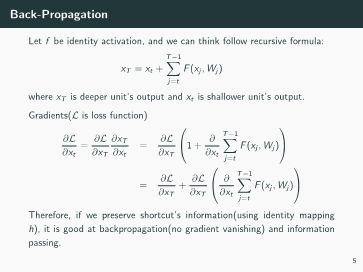 Back-Propagation
Let f be identity activation, and we can think follow recursive formula:
x_T = x_t + \sum_{j=t}^{T-1} F(x_j, W_j)
where x_T is deeper unit's output and x_t is shallower unit's output.
Gradients(\mathcal{L} is loss function)
\frac{\partial \mathcal{L}}{\partial x_t} = \frac{\partial \mathcal{L}}{\partial x_T} \frac{\partial x_T}{\partial x_t} = \frac{\partial \mathcal{L}}{\partial x_T} \left( 1 + \frac{\partial}{\partial x_t} \sum_{j=t}^{T-1} F(x_j, W_j) \right)
= \frac{\partial \mathcal{L}}{\partial x_T} + \frac{\partial \mathcal{L}}{\partial x_T} \left( \frac{\partial}{\partial x_t} \sum_{j=t}^{T-1} F(x_j, W_j) \right)
Therefore, if we preserve shortcut's information(using identity mapping
h), it is good at backpropagation(no gradient vanishing) and information
passing.
5